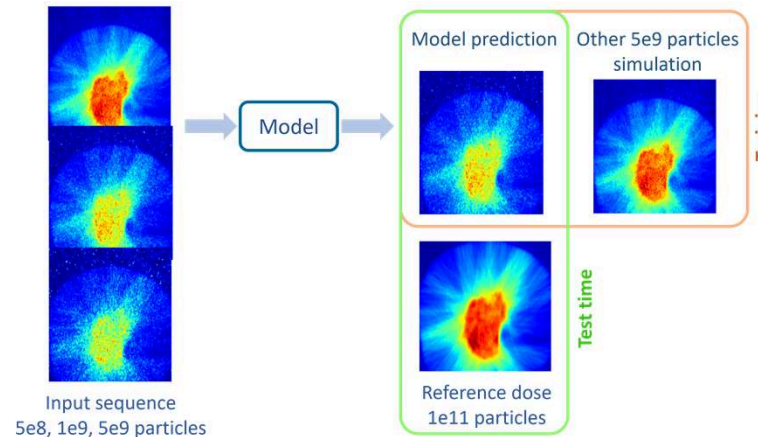 Model prediction
Other 5e9 particles
simulation
Model
Test time
Reference dose
1e11 particles
Input sequence
5e8, 1e9, 5e9 particles